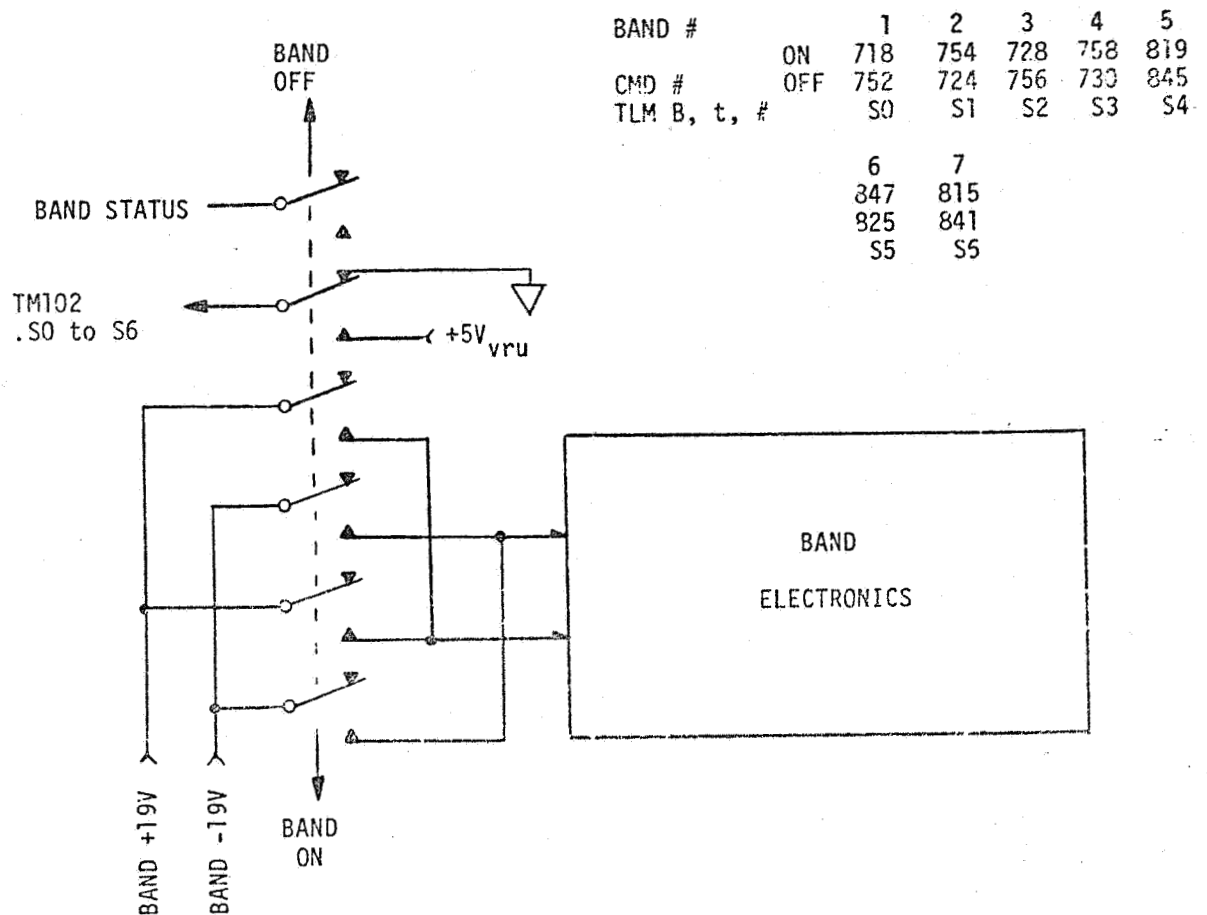 BAND # 1 2 3 4 5
ON 718 754 728 758 819
CMD # OFF 752 724 756 730 845
TLM B, t, # S0 S1 S2 S3 S4
6 7
847 815
825 841
S5 S6
BAND
OFF
BAND STATUS
TM102
.S0 to S6
+5Vvru
BAND
ELECTRONICS
BAND +19V
BAND -19V
BAND
ON